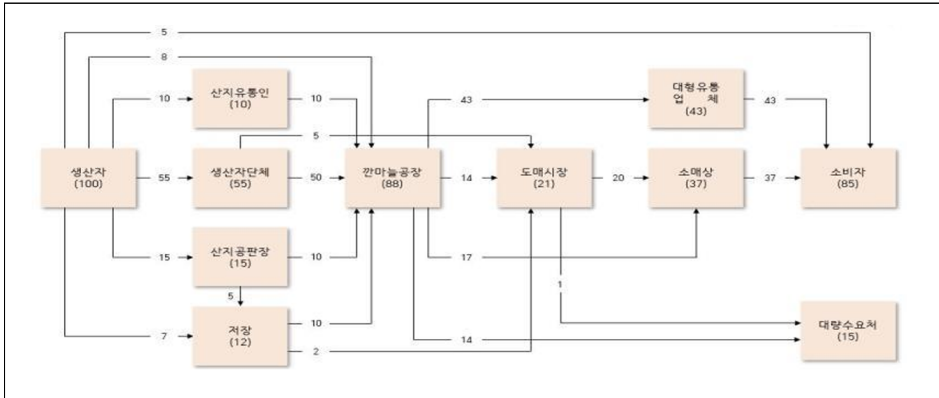 5
8
산지유통인
(10)
10
10
대형유통
업 체
(43)
43
43
5
생산자
(100)
55
생산자단체
(55)
50
깐마늘공장
(88)
14
도매시장
(21)
20
소매상
(37)
37
소비자
(85)
15
산지공판장
(15)
10
17
5
1
7
저장
(12)
10
2
14
대량수요처
(15)